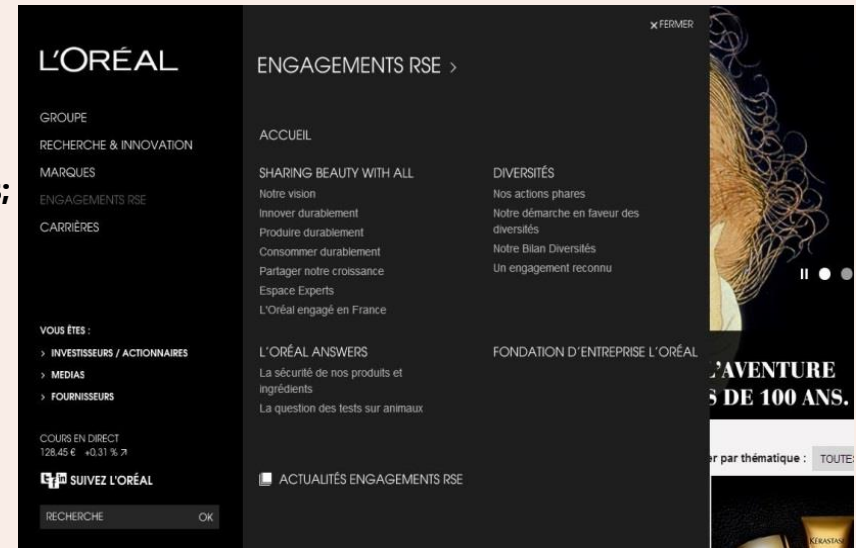 × FERMER
L'ORÉAL
ENGAGEMENTS RSE >
GROUPE
RECHERCHE & INNOVATION
MARQUES
ENGAGEMENTS RSE
CARRIÈRES
ACCUEIL
SHARING BEAUTY WITH ALL
Notre vision
Innover durablement
Produire durablement
Consommer durablement
Partager notre croissance
Espace Experts
L'Oréal engagé en France
DIVERSITÉS
Nos actions phares
Notre démarche en faveur des
diversités
Notre Bilan Diversités
Un engagement reconnu
VOUS ÊTES :
> INVESTISSEURS / ACTIONNAIRES
> MEDIAS
> FOURNISSEURS
L'ORÉAL ANSWERS
La sécurité de nos produits et
ingrédients
La question des tests sur animaux
FONDATION D'ENTREPRISE L'ORÉAL
COURS EN DIRECT
128.45 € +0,31 % ↗
SUIVEZ L'ORÉAL
RECHERCHE OK
ACTUALITÉS ENGAGEMENTS RSE
L'AVENTURE
DE 100 ANS.
par thématique :
KÉRASTASE